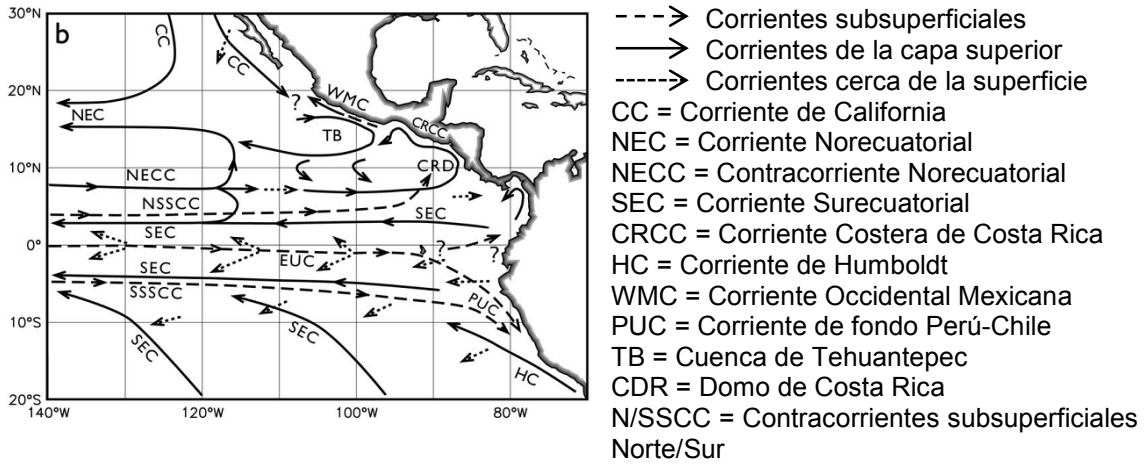 30°N
b
CC
CC
20°N
?
WMC
NEC
TB
CRCC
10°N
NECC
CRD
NSSCC
SEC
SEC
0°
?
?
EUC
SEC
SSSCC
PUC
10°S
SEC
SEC
HC
20°S
140°W
120°W
100°W
80°W
Corrientes subsuperficiales
Corrientes de la capa superior
Corrientes cerca de la superficie
CC = Corriente de California
NEC = Corriente Norecuatorial
NECC = Contracorriente Norecuatorial
SEC = Corriente Surecuatorial
CRCC = Corriente Costera de Costa Rica
HC = Corriente de Humboldt
WMC = Corriente Occidental Mexicana
PUC = Corriente de fondo Perú-Chile
TB = Cuenca de Tehuantepec
CDR = Domo de Costa Rica
N/SSCC = Contracorrientes subsuperficiales
Norte/Sur